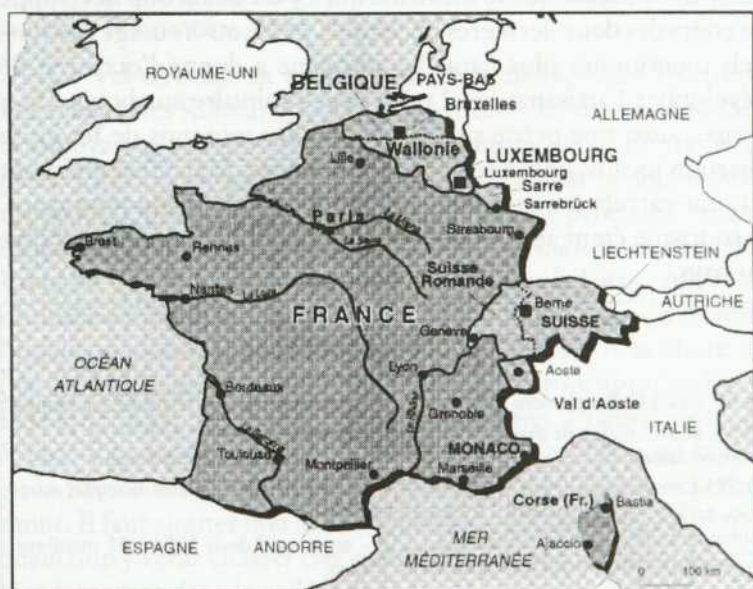 ROYAUME-UNI
BELGIQUE
PAYS-BAS
Bruxelles
ALLEMAGNE
Wallonie
Lille
LUXEMBOURG
Luxembourg
Sarre
Sarrebrück
Paris
Strasbourg
Brest
Rennes
LIECHTENSTEIN
Suisse
Romande
AUTRICHE
Nantes
La Loire
Berne
FRANCE
SUISSE
Genève
OCÉAN
ATLANTIQUE
Lyon
Aoste
Bordeaux
Grenoble
Val d'Aoste
ITALIE
Toulouse
MONACO
Montpellier
Marseille
Corse (Fr.)
Bastia
ESPAGNE
ANDORRE
MER
MÉDITERRANÉE
Ajaccio
0 100 km